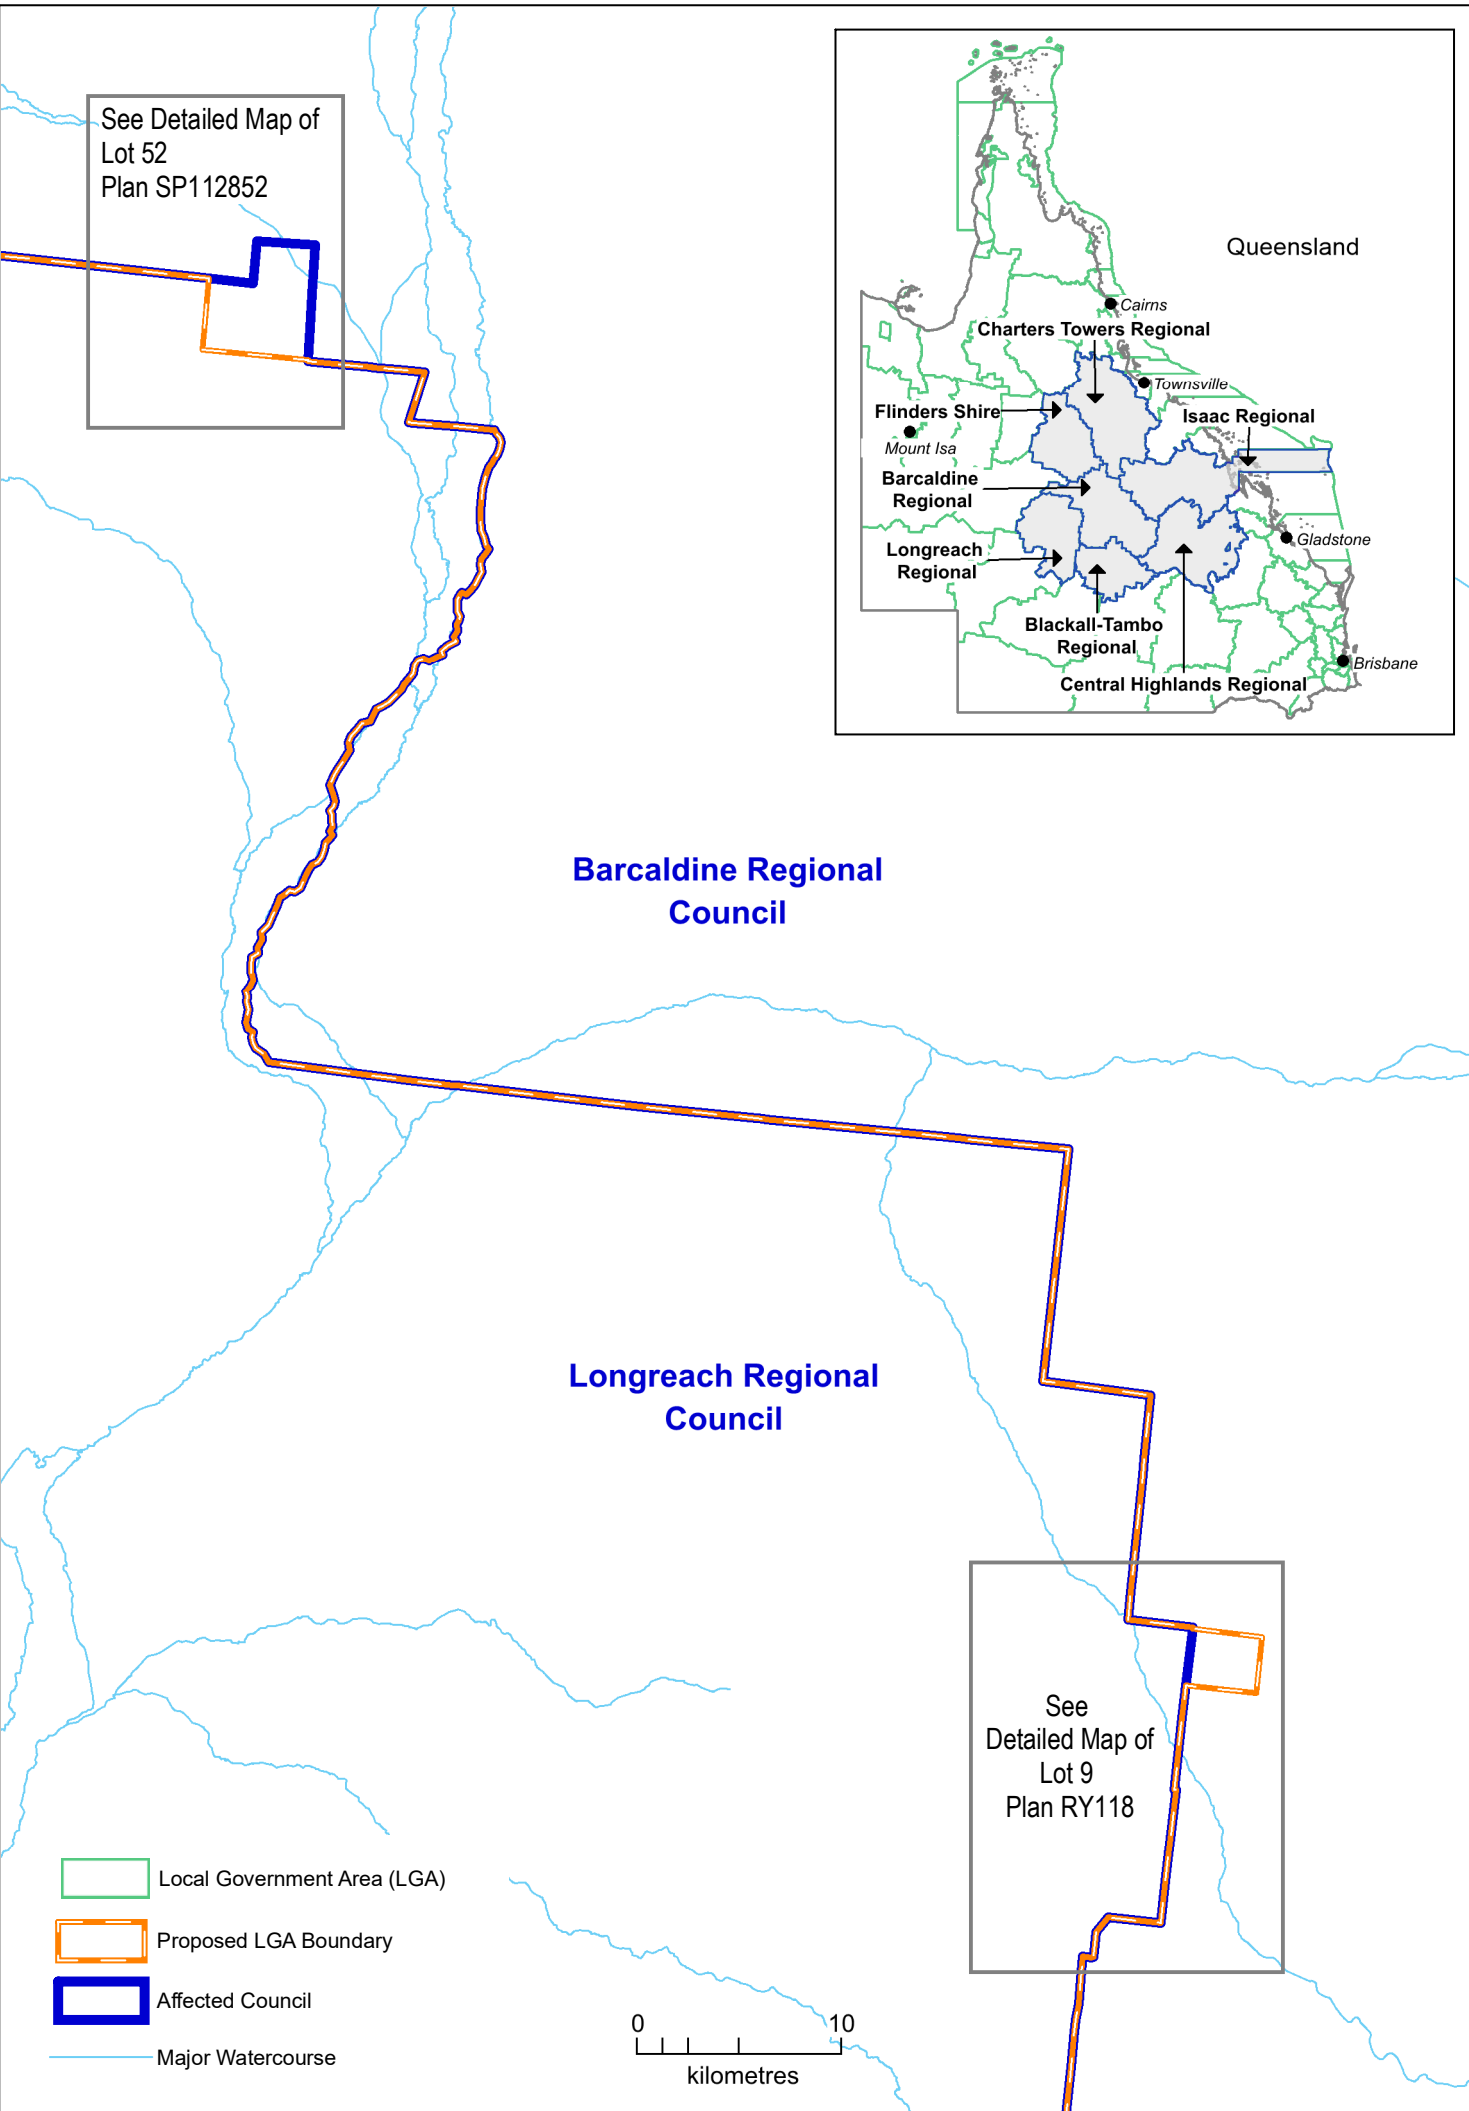 See Detailed Map of
Lot 52
Plan SP112852
Queensland
Cairns
Charters Towers Regional
Townsville
Flinders Shire
Isaac Regional
Mount Isa
Barcaldine
Regional
Gladstone
Longreach
Regional
Blackall-Tambo
Regional
Brisbane
Central Highlands Regional
Barcaldine Regional
Council
Longreach Regional
Council
See
Detailed Map of
Lot 9
Plan RY118
Local Government Area (LGA)
Proposed LGA Boundary
Affected Council
Major Watercourse
0 10
kilometres